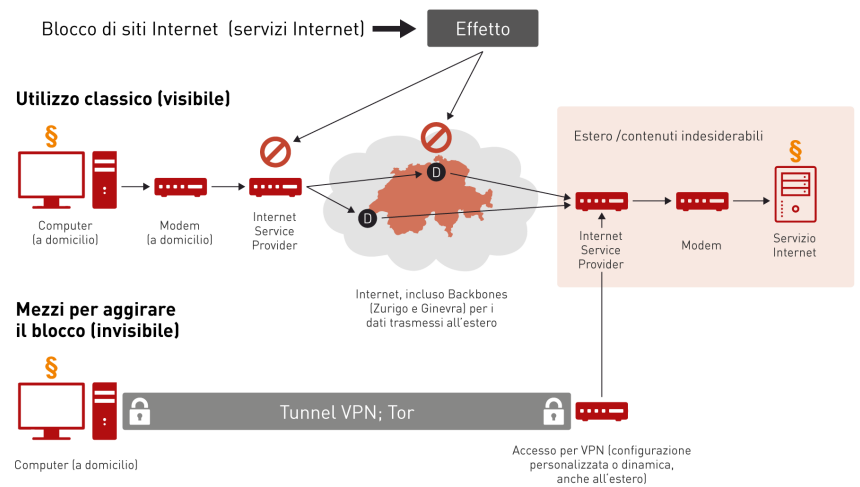 Blocco di siti Internet (servizi Internet)
Effetto
Utilizzo classico (visibile)
§
Computer
(a domicilio)
Modem
(a domicilio)
Internet
Service
Provider
D
D
Internet, incluso Backbones
(Zurigo e Ginevra) per i
dati trasmessi all'estero
Estero /contenuti indesiderabili
§
Internet
Service
Provider
Modem
Servizio
Internet
Mezzi per aggirare
il blocco (invisibile)
§
Computer (a domicilio)
Tunnel VPN; Tor
Accesso per VPN (configurazione
personalizzata o dinamica,
anche all'estero)